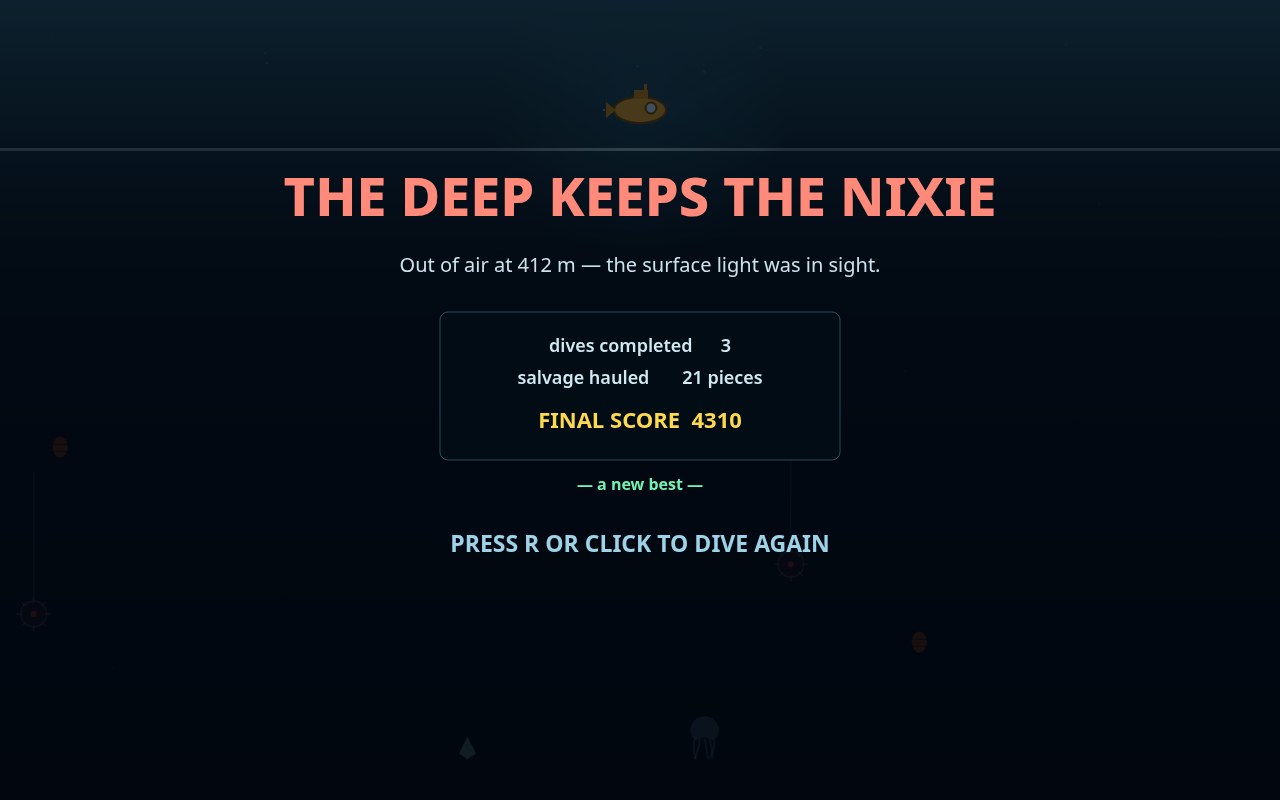 THE DEEP KEEPS THE NIXIE
Out of air at 412 m — the surface light was in sight.
dives completed 3
salvage hauled 21 pieces
FINAL SCORE 4310
— a new best —
PRESS R OR CLICK TO DIVE AGAIN